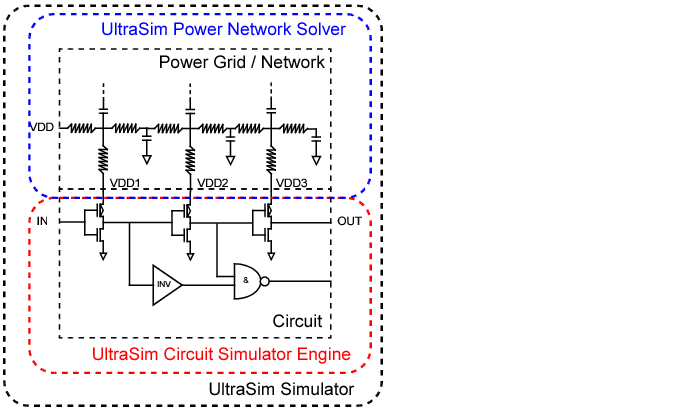 UltraSim Power Network Solver
Power Grid / Network
VDD
VDD1 VDD2 VDD3
IN OUT
INV &
Circuit
UltraSim Circuit Simulator Engine
UltraSim Simulator